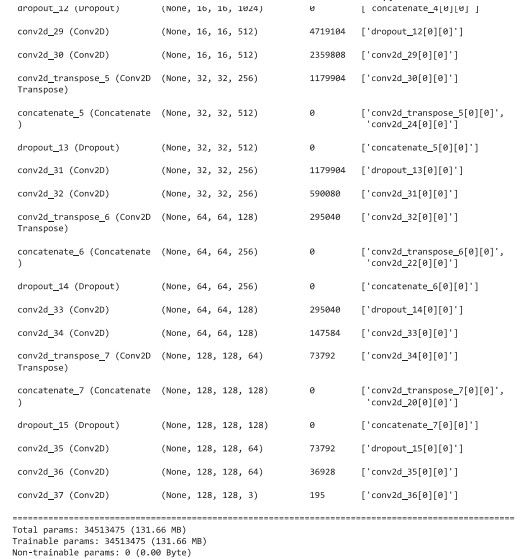 dropout_12 (Dropout) (None, 16, 16, 1024) 0 ['concatenate_4[0][0]']
conv2d_29 (Conv2D) (None, 16, 16, 512) 4719104 ['dropout_12[0][0]']
conv2d_30 (Conv2D) (None, 16, 16, 512) 2359808 ['conv2d_29[0][0]']
conv2d_transpose_5 (Conv2D (None, 32, 32, 256) 1179904 ['conv2d_30[0][0]']
Transpose)
concatenate_5 (Concatenate (None, 32, 32, 512) 0 ['conv2d_transpose_5[0][0]',
) 'conv2d_24[0][0]']
dropout_13 (Dropout) (None, 32, 32, 512) 0 ['concatenate_5[0][0]']
conv2d_31 (Conv2D) (None, 32, 32, 256) 1179904 ['dropout_13[0][0]']
conv2d_32 (Conv2D) (None, 32, 32, 256) 590080 ['conv2d_31[0][0]']
conv2d_transpose_6 (Conv2D (None, 64, 64, 128) 295040 ['conv2d_32[0][0]']
Transpose)
concatenate_6 (Concatenate (None, 64, 64, 256) 0 ['conv2d_transpose_6[0][0]',
) 'conv2d_22[0][0]']
dropout_14 (Dropout) (None, 64, 64, 256) 0 ['concatenate_6[0][0]']
conv2d_33 (Conv2D) (None, 64, 64, 128) 295040 ['dropout_14[0][0]']
conv2d_34 (Conv2D) (None, 64, 64, 128) 147584 ['conv2d_33[0][0]']
conv2d_transpose_7 (Conv2D (None, 128, 128, 64) 73792 ['conv2d_34[0][0]']
Transpose)
concatenate_7 (Concatenate (None, 128, 128, 128) 0 ['conv2d_transpose_7[0][0]',
) 'conv2d_20[0][0]']
dropout_15 (Dropout) (None, 128, 128, 128) 0 ['concatenate_7[0][0]']
conv2d_35 (Conv2D) (None, 128, 128, 64) 73792 ['dropout_15[0][0]']
conv2d_36 (Conv2D) (None, 128, 128, 64) 36928 ['conv2d_35[0][0]']
conv2d_37 (Conv2D) (None, 128, 128, 3) 195 ['conv2d_36[0][0]']
==================================================================================================
Total params: 34513475 (131.66 MB)
Trainable params: 34513475 (131.66 MB)
Non-trainable params: 0 (0.00 Byte)